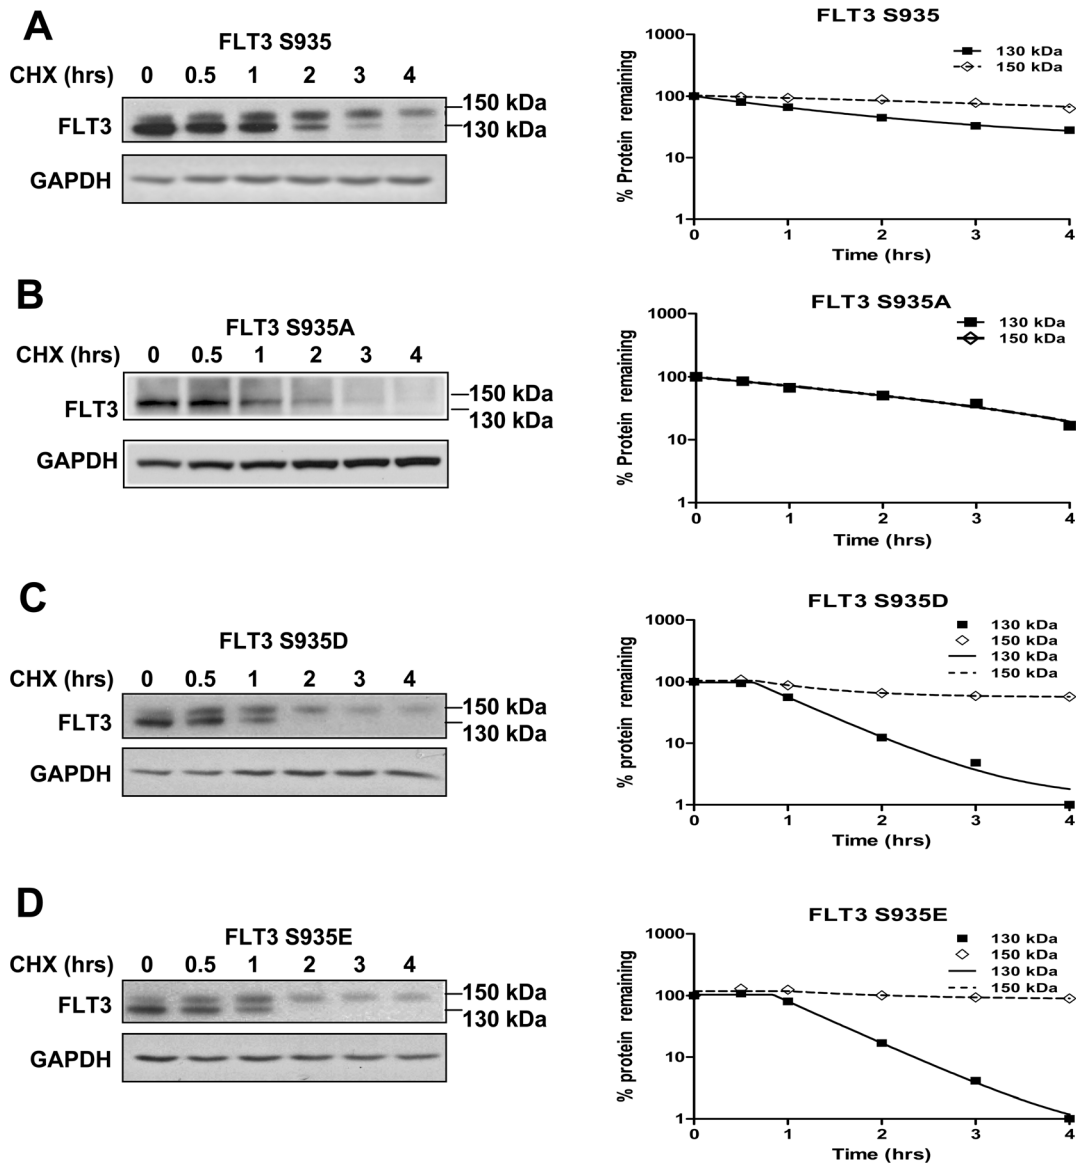 A
FLT3 S935
CHX (hrs) 0 0.5 1 2 3 4
FLT3
150 kDa
130 kDa
GAPDH
FLT3 S935
1000
100
10
1
% Protein remaining
130 kDa
150 kDa
0 1 2 3 4
Time (hrs)
B
FLT3 S935A
CHX (hrs) 0 0.5 1 2 3 4
FLT3
150 kDa
130 kDa
GAPDH
FLT3 S935A
1000
100
10
1
% Protein remaining
130 kDa
150 kDa
0 1 2 3 4
Time (hrs)
C
FLT3 S935D
CHX (hrs) 0 0.5 1 2 3 4
FLT3
150 kDa
130 kDa
GAPDH
FLT3 S935D
1000
100
10
1
% protein remaining
130 kDa
150 kDa
130 kDa
150 kDa
0 1 2 3 4
Time (hrs)
D
FLT3 S935E
CHX (hrs) 0 0.5 1 2 3 4
FLT3
150 kDa
130 kDa
GAPDH
FLT3 S935E
1000
100
10
1
% protein remaining
130 kDa
150 kDa
130 kDa
150 kDa
0 1 2 3 4
Time (hrs)